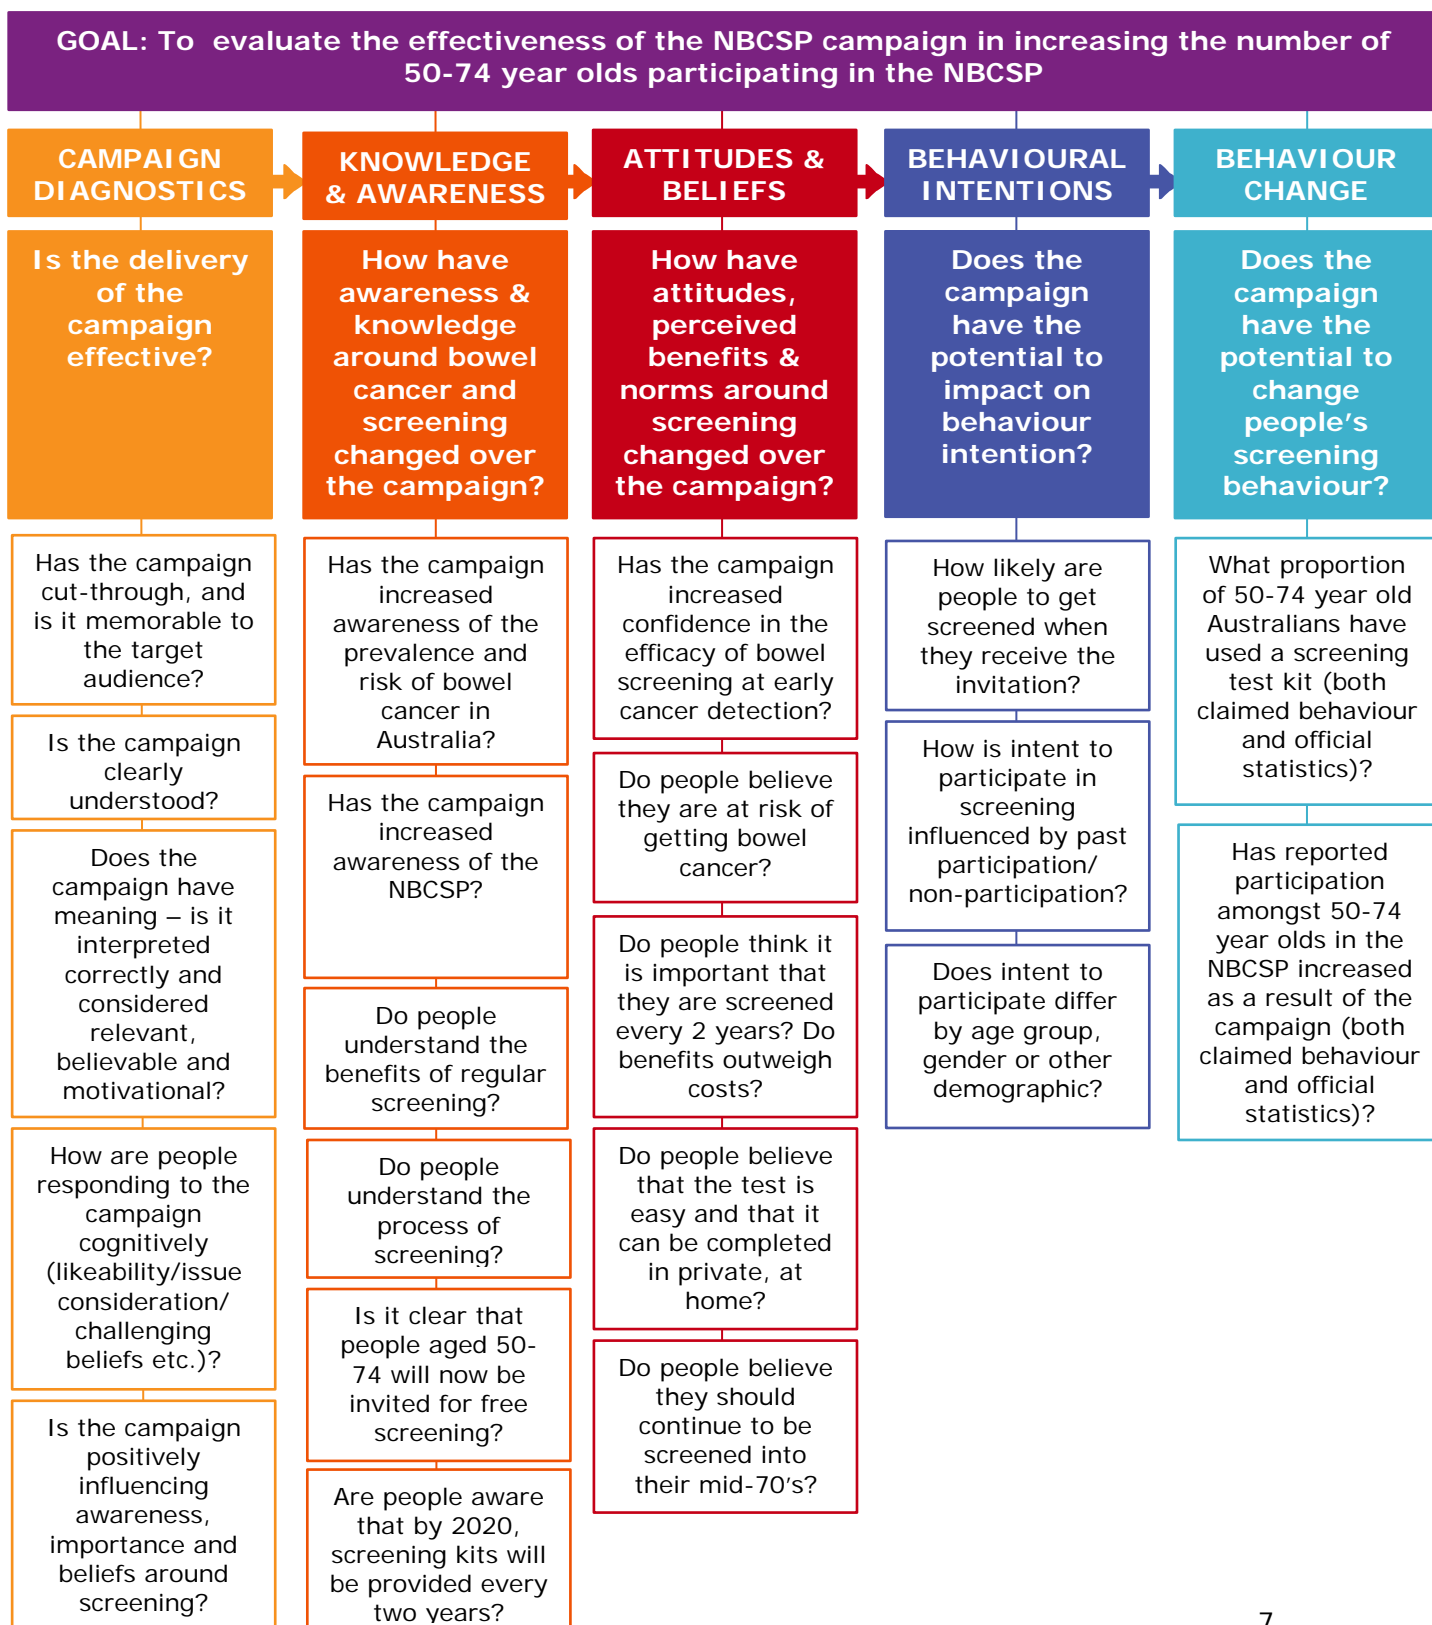 GOAL: To evaluate the effectiveness of the NBCSP campaign in increasing the number of
50-74 year olds participating in the NBCSP
CAMPAIGN
DIAGNOSTICS
Is the delivery
of the
campaign
effective?
Has the campaign
cut-through, and
is it memorable to
the target
audience?
Is the campaign
clearly
understood?
Does the
campaign have
meaning – is it
interpreted
correctly and
considered
relevant,
believable and
motivational?
How are people
responding to the
campaign
cognitively
(likeability/issue
consideration/
challenging
beliefs etc.)?
Is the campaign
positively
influencing
awareness,
importance and
beliefs around
screening?
KNOWLEDGE
& AWARENESS
How have
awareness &
knowledge
around bowel
cancer and
screening
changed over
the campaign?
Has the campaign
increased
awareness of the
prevalence and
risk of bowel
cancer in
Australia?
Has the campaign
increased
awareness of the
NBCSP?
Do people
understand the
benefits of regular
screening?
Do people
understand the
process of
screening?
Is it clear that
people aged 50-
74 will now be
invited for free
screening?
Are people aware
that by 2020,
screening kits will
be provided every
two years?
ATTITUDES &
BELIEFS
How have
attitudes,
perceived
benefits &
norms around
screening
changed over
the campaign?
Has the campaign
increased
confidence in the
efficacy of bowel
screening at early
cancer detection?
Do people believe
they are at risk of
getting bowel
cancer?
Do people think it
is important that
they are screened
every 2 years? Do
benefits outweigh
costs?
Do people believe
that the test is
easy and that it
can be completed
in private, at
home?
Do people believe
they should
continue to be
screened into
their mid-70's?
BEHAVIOURAL
INTENTIONS
Does the
campaign
have the
potential to
impact on
behaviour
intention?
How likely are
people to get
screened when
they receive the
invitation?
How is intent to
participate in
screening
influenced by past
participation/
non-participation?
Does intent to
participate differ
by age group,
gender or other
demographic?
BEHAVIOUR
CHANGE
Does the
campaign
have the
potential to
change
people's
screening
behaviour?
What proportion
of 50-74 year old
Australians have
used a screening
test kit (both
claimed behaviour
and official
statistics)?
Has reported
participation
amongst 50-74
year olds in the
NBCSP increased
as a result of the
campaign (both
claimed behaviour
and official
statistics)?
7